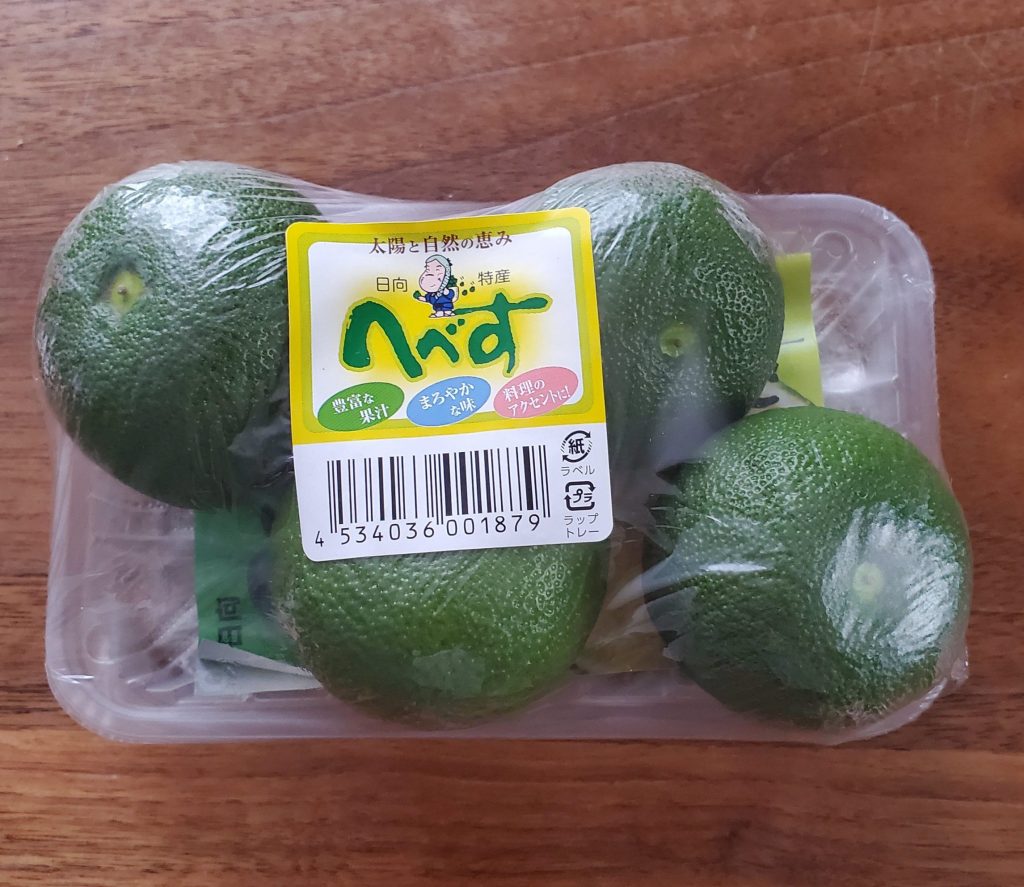 太陽と自然の恵み
日向 特産
へべす
豊富な
果汁
まろやか
な味
料理の
アクセントに!
紙
ラベル
プラ
ラップ
トレー
4 534036 001879
日向